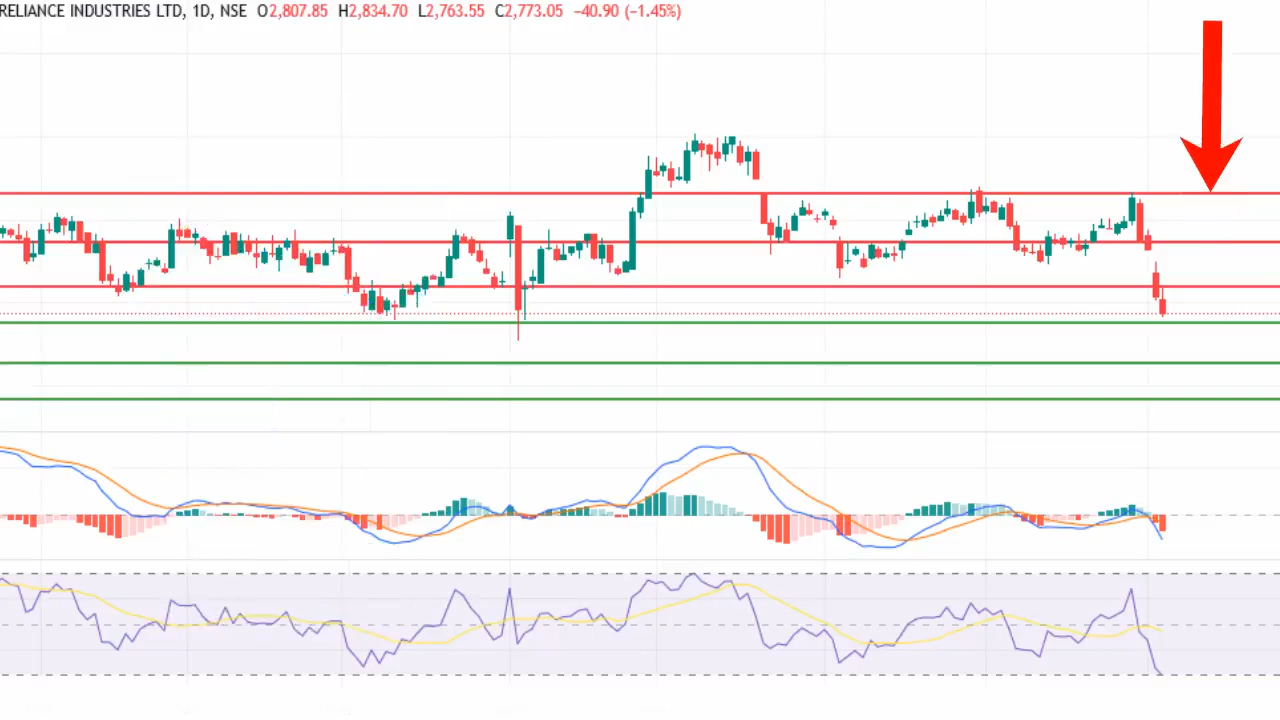 RELIANCE INDUSTRIES LTD, 1D, NSE O2,807.85 H2,834.70 L2,763.55 C2,773.05 −40.90 (−1.45%)